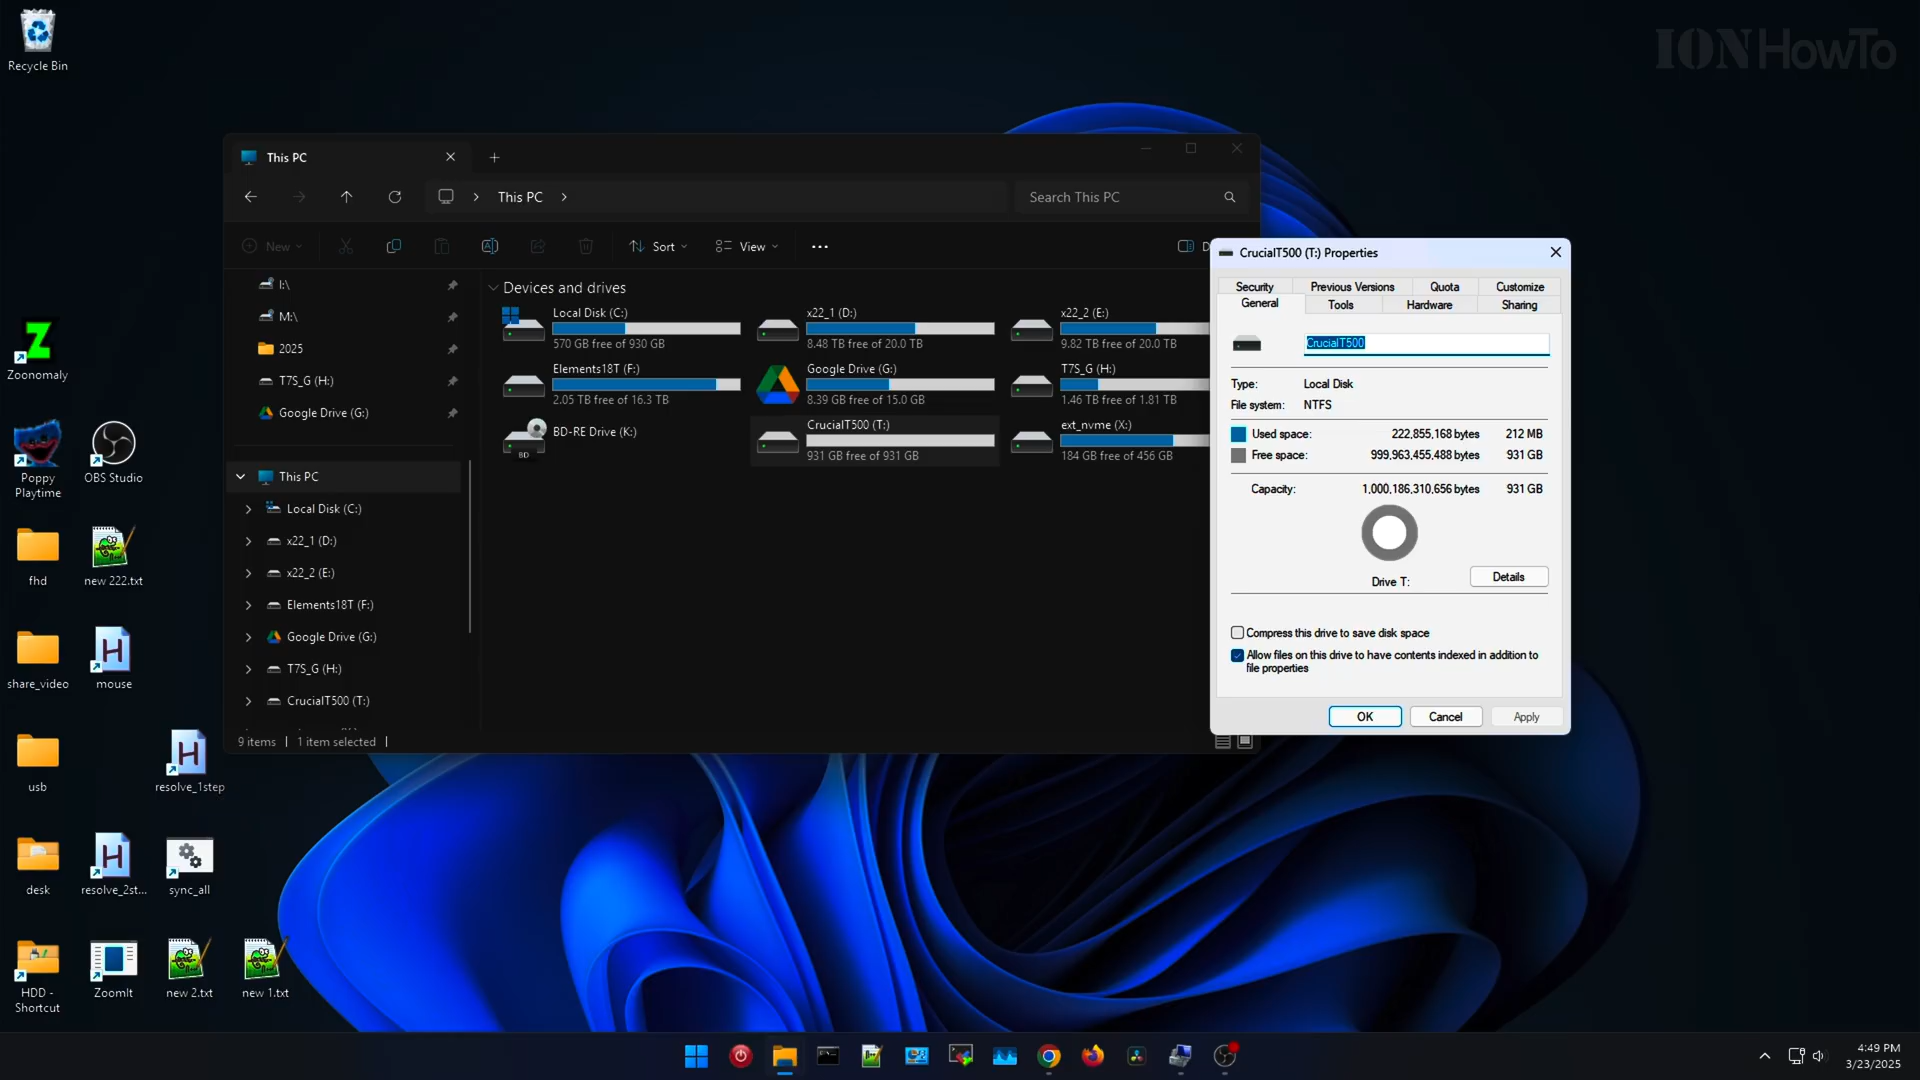 Recycle Bin
ION HowTo
This PC
This PC
Search This PC
New
Sort
View
D
I:\
M:\
2025
T7S_G (H:)
Google Drive (G:)
This PC
Local Disk (C:)
x22_1 (D:)
x22_2 (E:)
Elements18T (F:)
Google Drive (G:)
T7S_G (H:)
CrucialT500 (T:)
9 items
1 item selected
Devices and drives
Local Disk (C:)
570 GB free of 930 GB
x22_1 (D:)
8.48 TB free of 20.0 TB
x22_2 (E:)
9.82 TB free of 20.0 TB
Elements18T (F:)
2.05 TB free of 16.3 TB
Google Drive (G:)
8.39 GB free of 15.0 GB
T7S_G (H:)
1.46 TB free of 1.81 TB
BD-RE Drive (K:)
BD
CrucialT500 (T:)
931 GB free of 931 GB
ext_nvme (X:)
184 GB free of 456 GB
CrucialT500 (T:) Properties
Security
Previous Versions
Quota
Customize
General
Tools
Hardware
Sharing
CrucialT500
Type: Local Disk
File system: NTFS
Used space: 222,855,168 bytes 212 MB
Free space: 999,963,455,488 bytes 931 GB
Capacity: 1,000,186,310,656 bytes 931 GB
Drive T:
Details
Compress this drive to save disk space
Allow files on this drive to have contents indexed in addition to
file properties
OK
Cancel
Apply
Zoonomaly
Poppy
Playtime
OBS Studio
fhd
new 222.txt
share_video
mouse
usb
resolve_1step
desk
resolve_2st...
sync_all
HDD -
Shortcut
ZoomIt
new 2.txt
new 1.txt
4:49 PM
3/23/2025